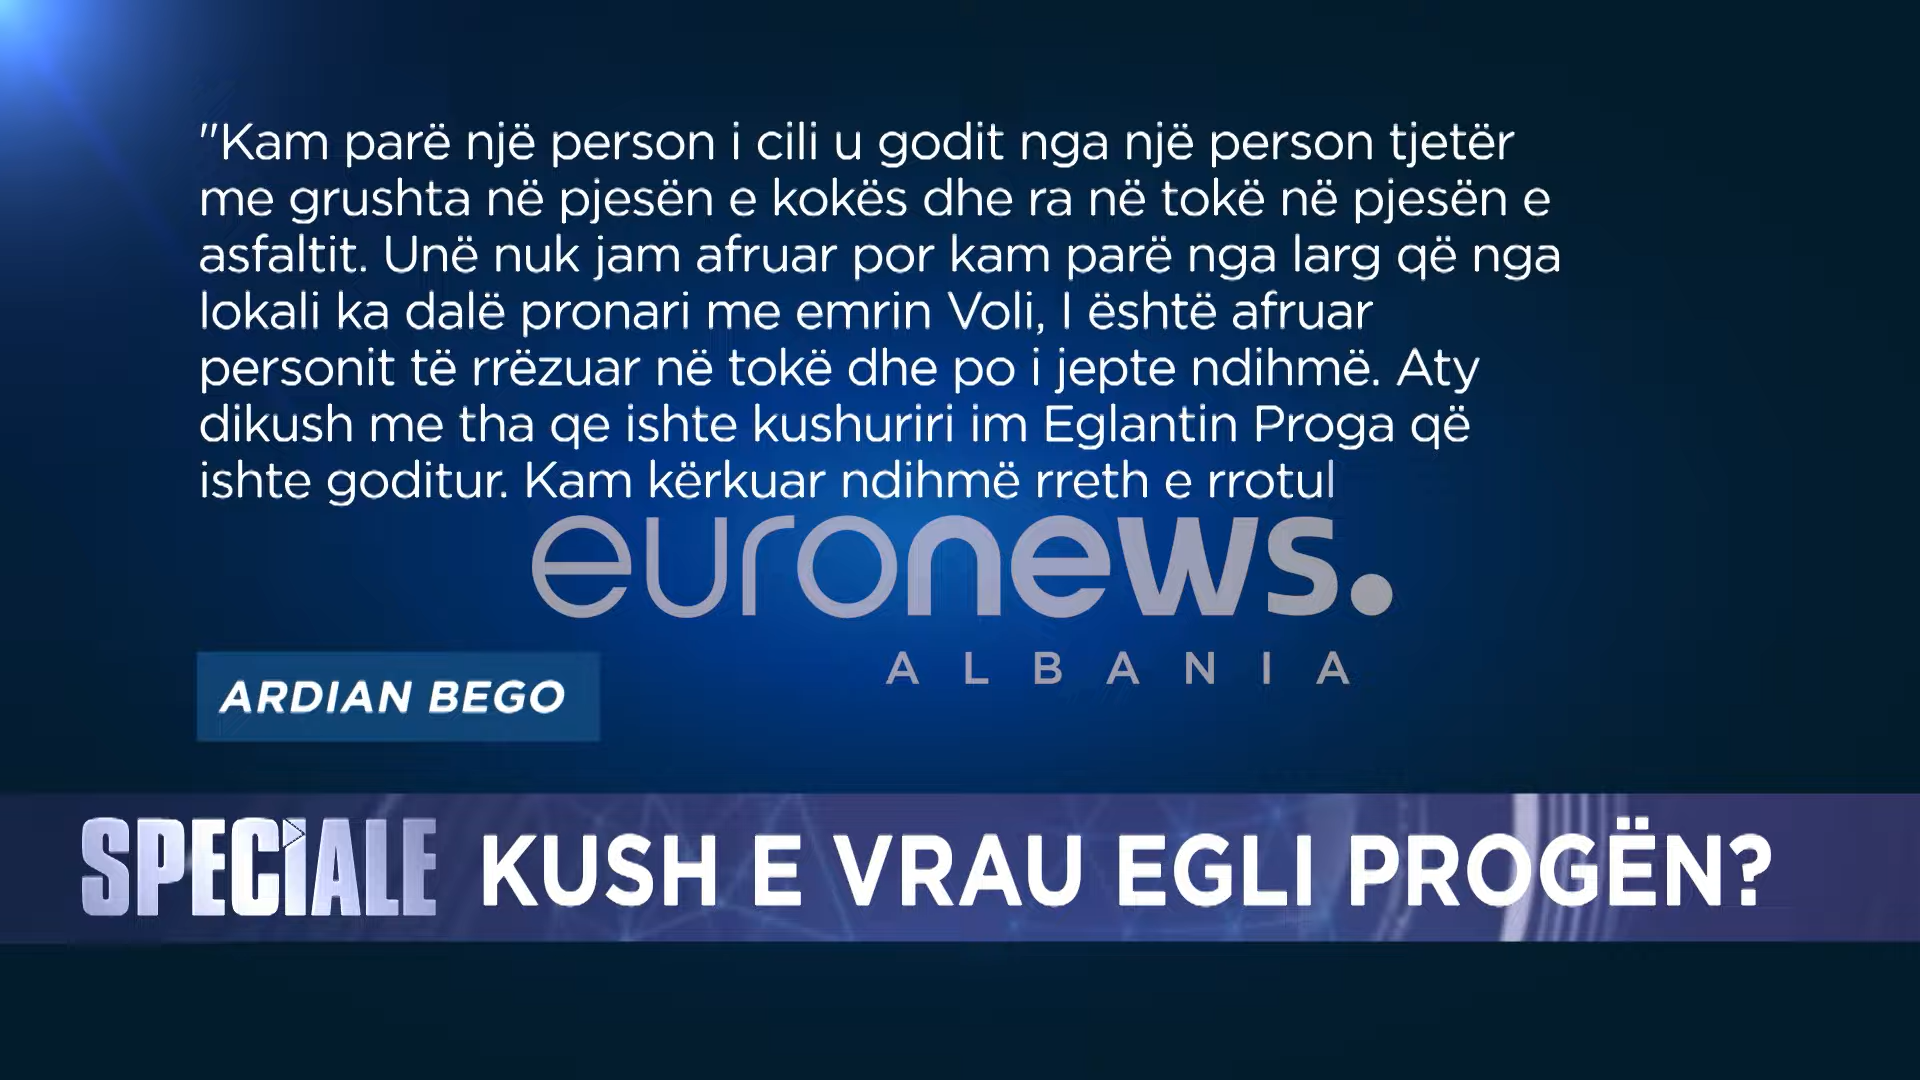 "Kam parë një person i cili u godit nga një person tjetër
me grushta në pjesën e kokës dhe ra në tokë në pjesën e
asfaltit. Unë nuk jam afruar por kam parë nga larg që nga
lokali ka dalë pronari me emrin Voli, I është afruar
personit të rrëzuar në tokë dhe po i jepte ndihmë. Aty
dikush me tha qe ishte kushuriri im Eglantin Proga që
ishte goditur. Kam kërkuar ndihmë rreth e rrotul
euronews.
ALBANIA
ARDIAN BEGO
SPECIALE KUSH E VRAU EGLI PROGËN?